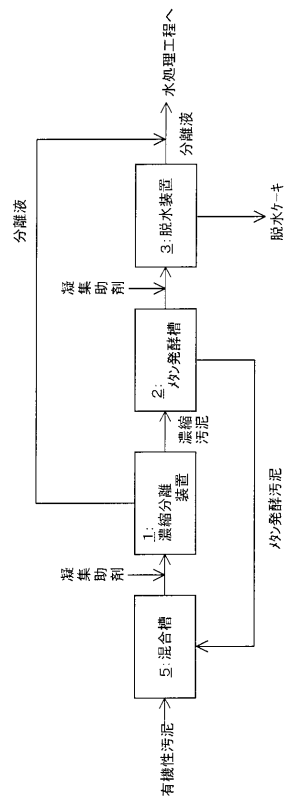 有機性汚泥
5:混合槽
凝集助剤
1:
濃縮分離
装置
分離液
濃縮
汚泥
2:
メタン発酵槽
メタン発酵汚泥
凝集助剤
3:脱水装置
脱水ケーキ
分離液
水処理工程へ